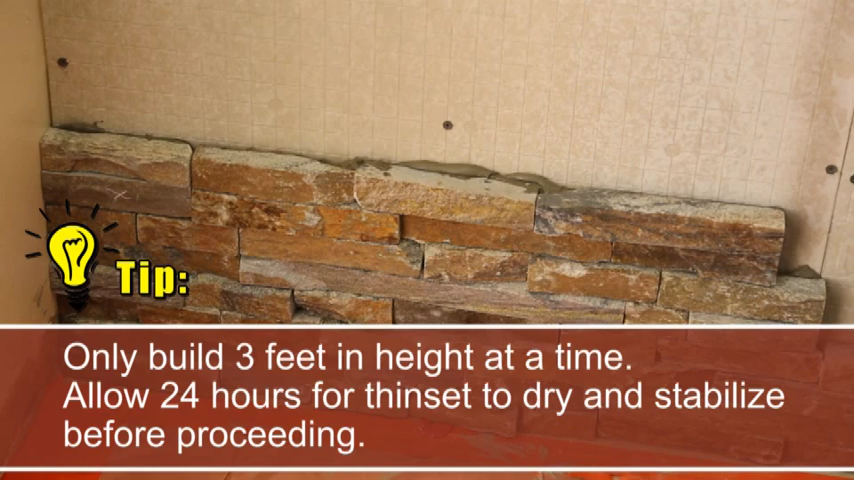 Tip:
Only build 3 feet in height at a time.
Allow 24 hours for thinset to dry and stabilize
before proceeding.